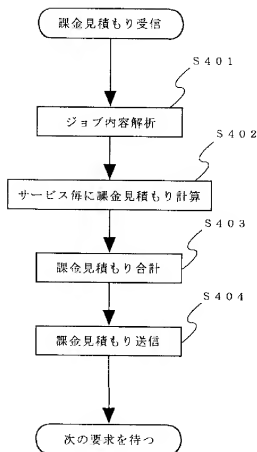 課金見積もり受信
S401
ジョブ内容解析
S402
サービス毎に課金見積もり計算
S403
課金見積もり合計
S404
課金見積もり送信
次の要求を待つ